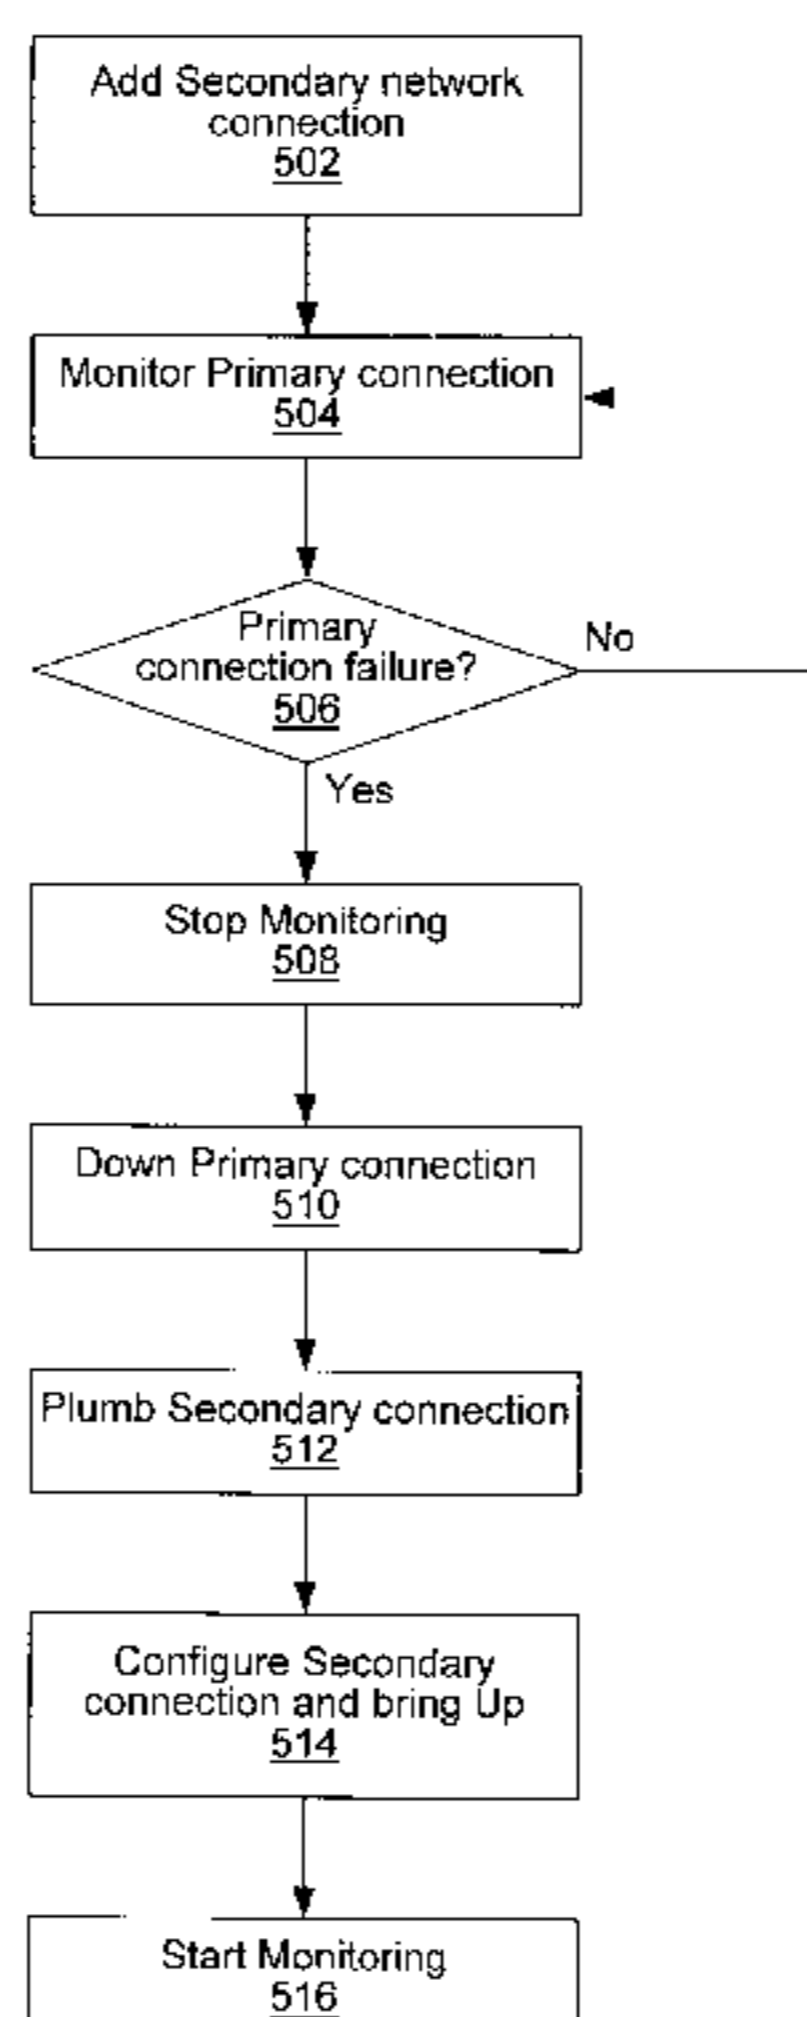 Add Secondary network
connection
502
Monitor Primary connection
504
Primary
connection failure?
506
No
Yes
Stop Monitoring
508
Down Primary connection
510
Plumb Secondary connection
512
Configure Secondary
connection and bring Up
514
Start Monitoring
516